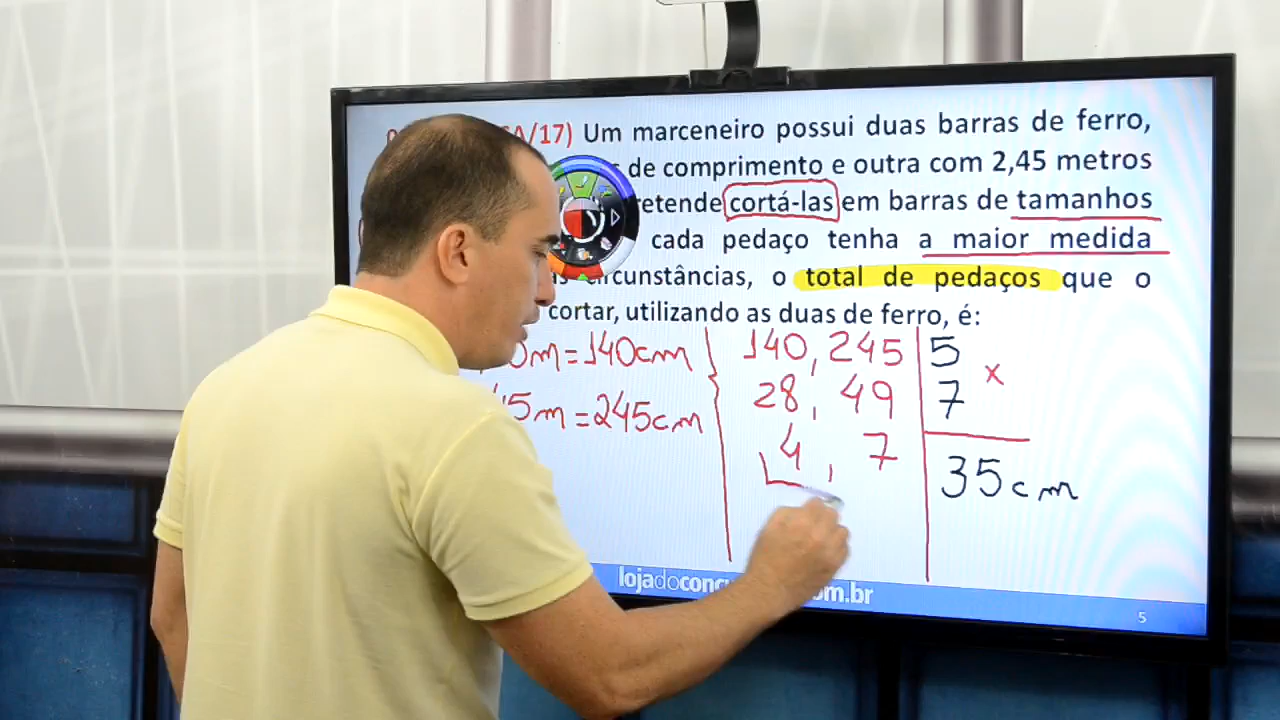 /17) Um marceneiro possui duas barras de ferro,
de comprimento e outra com 2,45 metros
cortá-las em barras de tamanhos
cada pedaço tenha a maior medida
circunstâncias, o total de pedaços que o
cortar, utilizando as duas de ferro, é:
0m=140cm 140, 245 5
28, 49 7 x
5m=245cm
4, 7 35cm
lojadoconc om.br
5